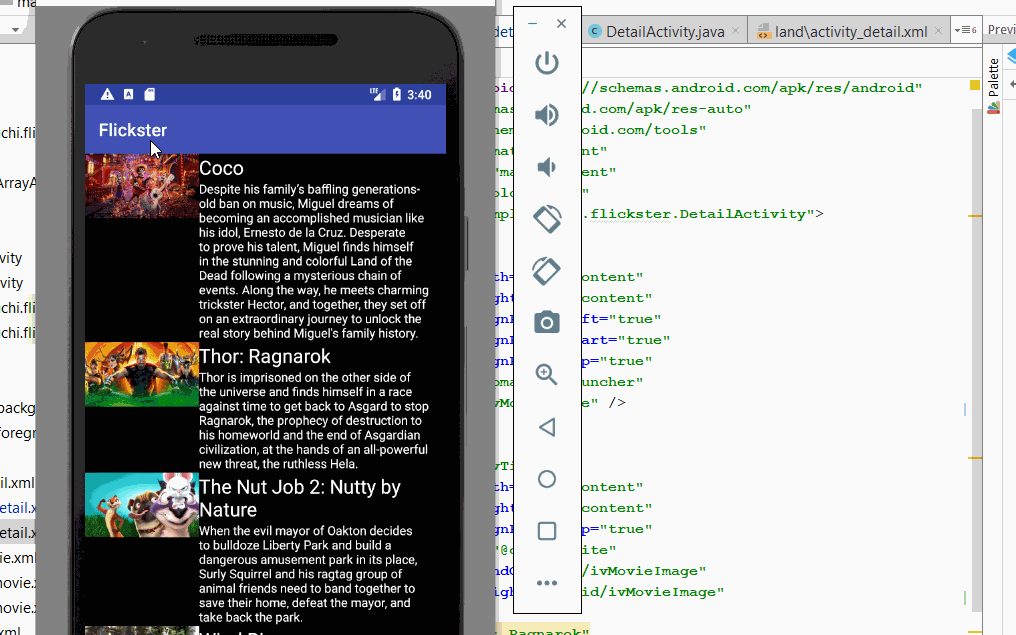 DetailActivity.java
land\activity_detail.xml
6
Previ
Palette
LTE
3:40
Flickster
Coco
Despite his family's baffling generations-
old ban on music, Miguel dreams of
becoming an accomplished musician like
his idol, Ernesto de la Cruz. Desperate
to prove his talent, Miguel finds himself
in the stunning and colorful Land of the
Dead following a mysterious chain of
events. Along the way, he meets charming
trickster Hector, and together, they set off
on an extraordinary journey to unlock the
real story behind Miguel's family history.
Thor: Ragnarok
Thor is imprisoned on the other side of
the universe and finds himself in a race
against time to get back to Asgard to stop
Ragnarok, the prophecy of destruction to
his homeworld and the end of Asgardian
civilization, at the hands of an all-powerful
new threat, the ruthless Hela.
The Nut Job 2: Nutty by
Nature
When the evil mayor of Oakton decides
to bulldoze Liberty Park and build a
dangerous amusement park in its place,
Surly Squirrel and his ragtag group of
animal friends need to band together to
save their home, defeat the mayor, and
take back the park.
//schemas.android.com/apk/res/android"
d.com/apk/res-auto"
oid.com/tools"
nt"
ent"
"
.flickster.DetailActivity">
content"
content"
ft="true"
art="true"
p="true"
uncher"
e" />
content"
content"
p="true"
ite"
/ivMovieImage"
id/ivMovieImage"
Ragnarok"
uchi.fli
ArrayA
vity
ivity
uchi.fli
uchi.fli
backg
foregr
ail.xml
etail.x
etail.x
ie.xml
movie.x
movie.x
xml